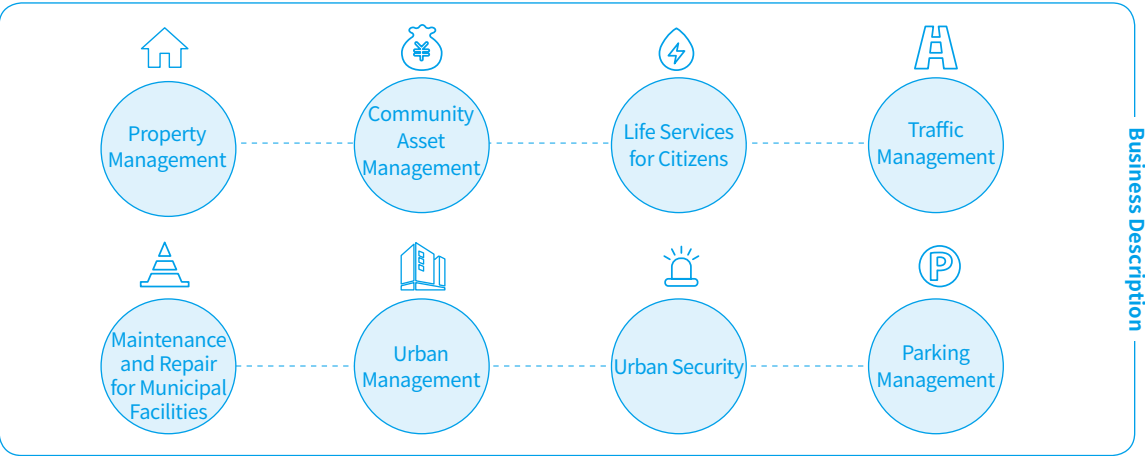 Property
Management
Community
Asset
Management
Life Services
for Citizens
Traffic
Management
Maintenance
and Repair
for Municipal
Facilities
Urban
Management
Urban Security
Parking
Management
Business Description
¥
P